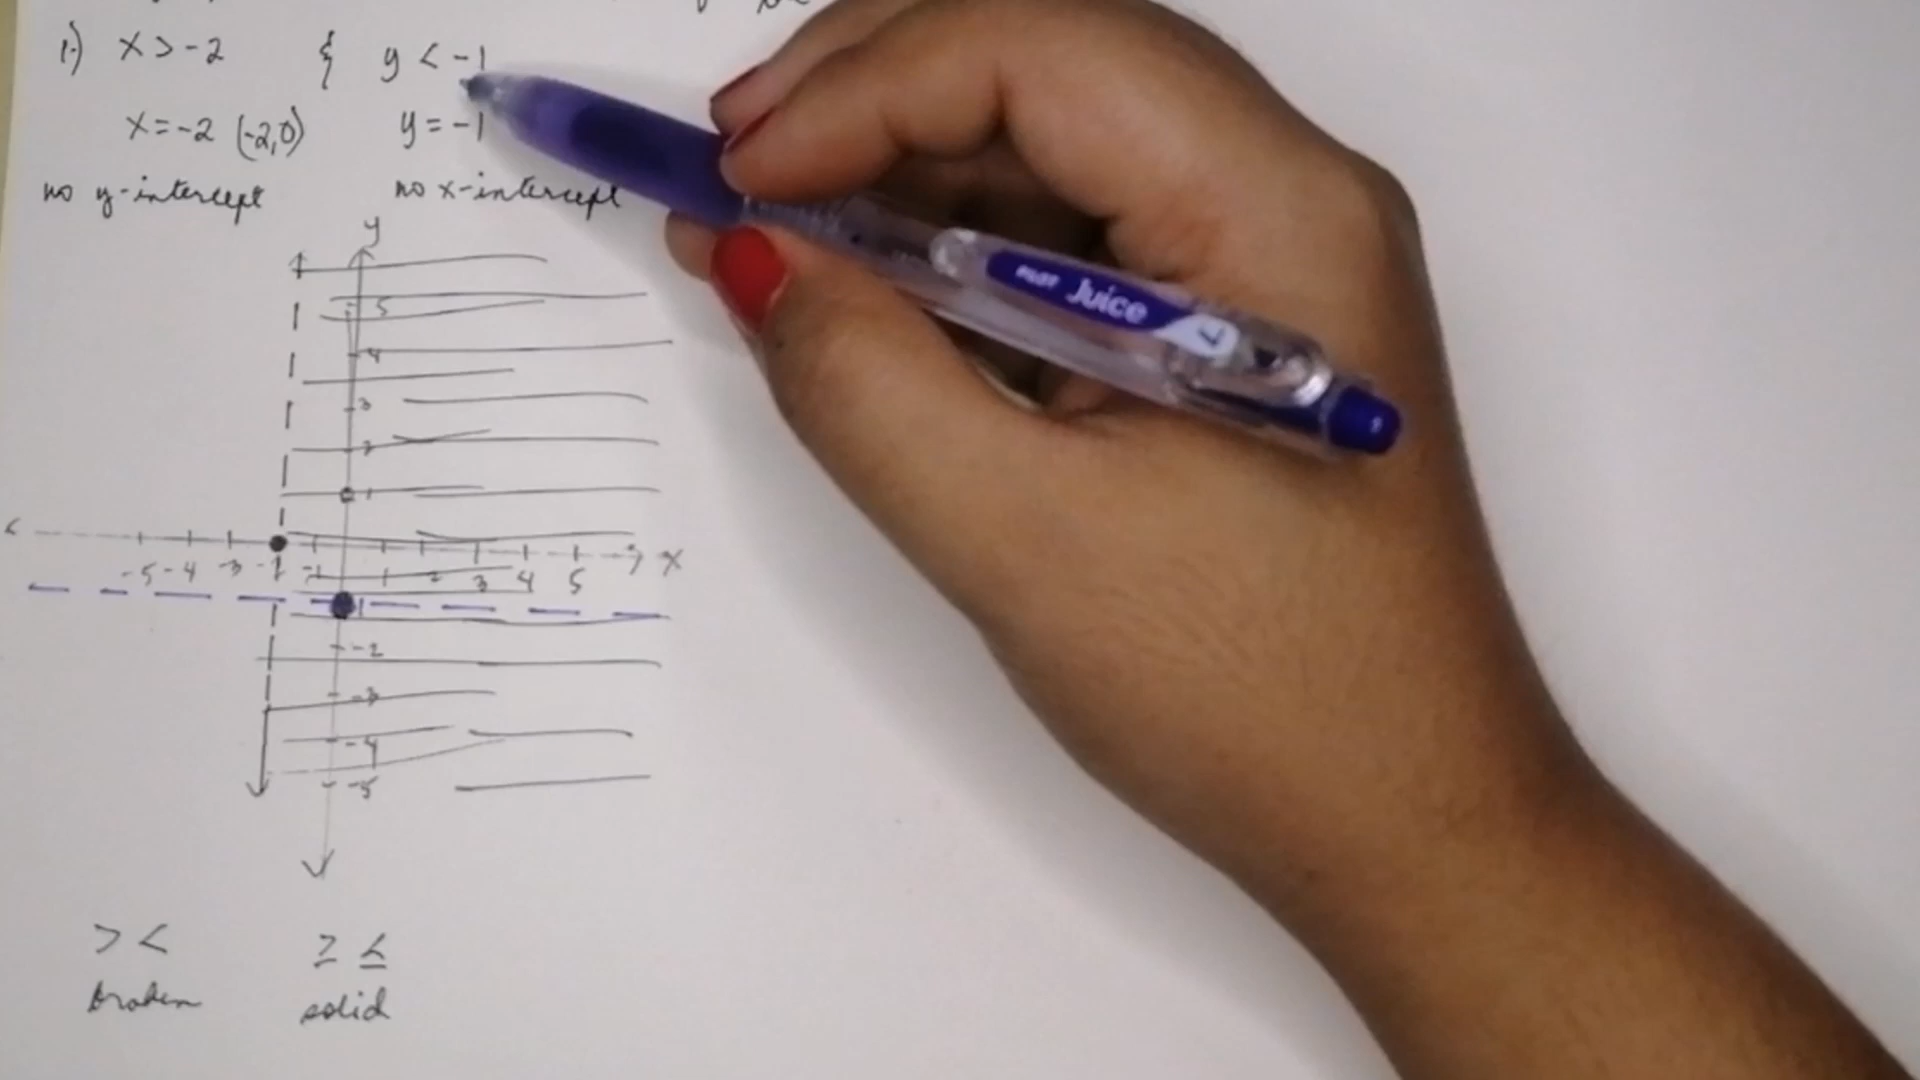 1.) x > -2 { y < -1
x = -2 (-2,0) y = -1
no y-intercept no x-intercept
y
5
4
3
2
1
-5 -4 -3 -1 -1 2 3 4 5 x
1
-2
-3
-4
-5
> < ≥ ≤
broken solid
PILOT Juice